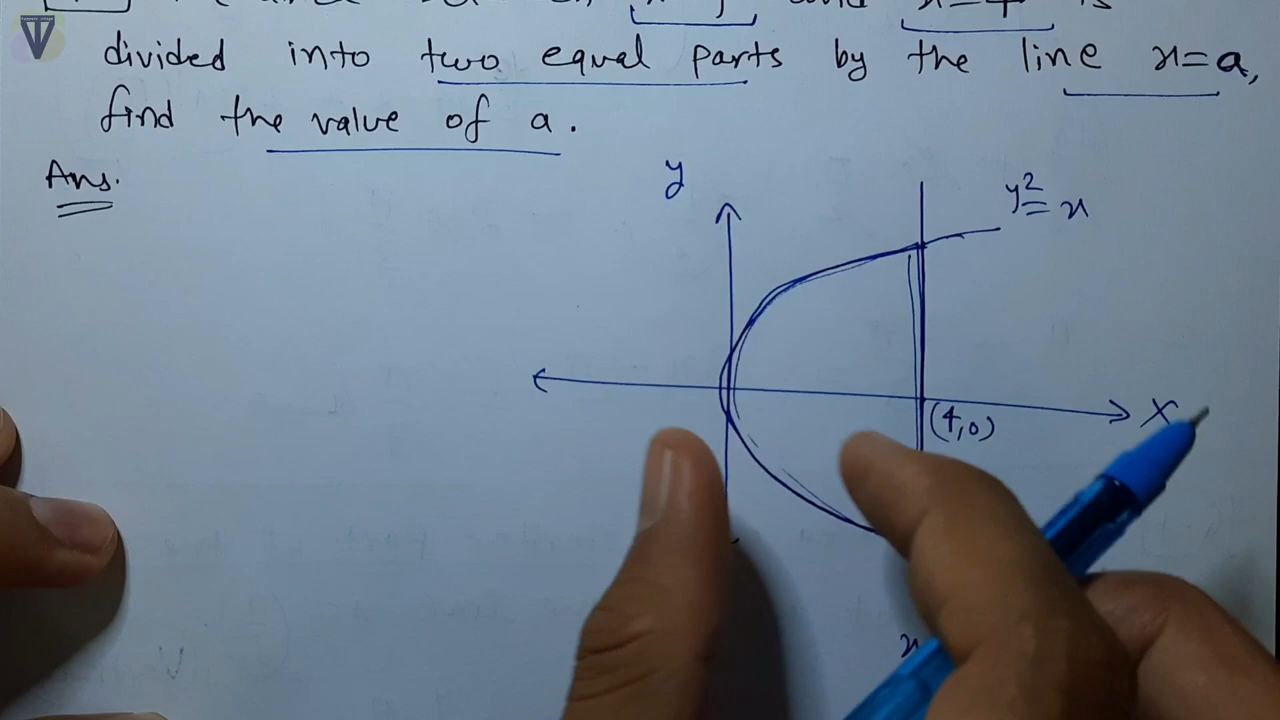 divided into two equal parts by the line x=a,
find the value of a.
Ans.
y
y²=x
(4,0)
X
x